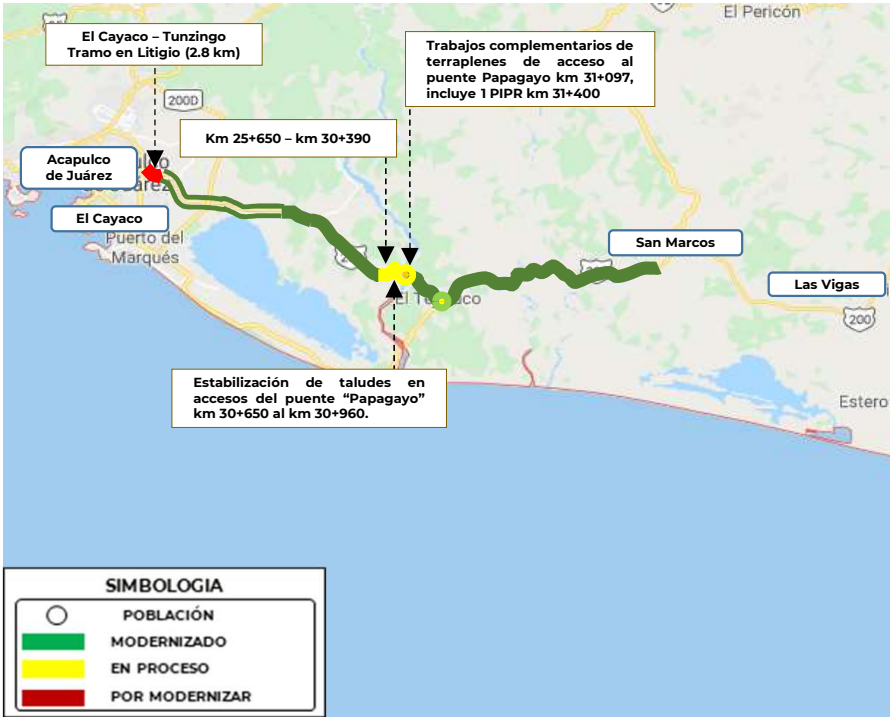 El Pericón
El Cayaco – Tunzingo
Tramo en Litigio (2.8 km)
Trabajos complementarios de
terraplenes de acceso al
puente Papagayo km 31+097,
incluye 1 PIPR km 31+400
200D
Km 25+650 – km 30+390
Acapulco
de Juárez
El Cayaco
Puerto del
Marqués
San Marcos
Las Vigas
200
Estabilización de taludes en
accesos del puente “Papagayo”
km 30+650 al km 30+960.
Estero
SIMBOLOGIA
POBLACIÓN
MODERNIZADO
EN PROCESO
POR MODERNIZAR